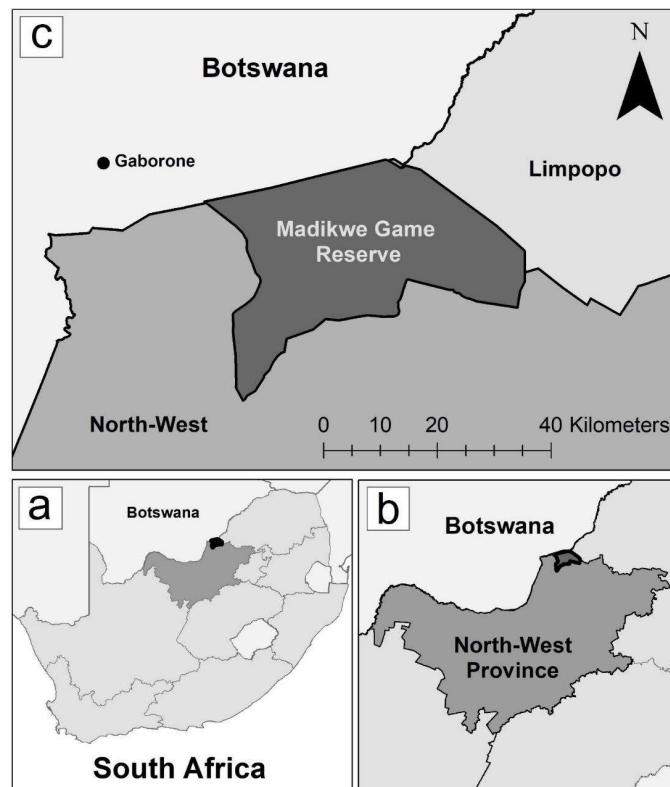 c
N
Botswana
Gaborone
Limpopo
Madikwe Game
Reserve
North-West
0 10 20 40 Kilometers
a
Botswana
South Africa
b
Botswana
North-West
Province